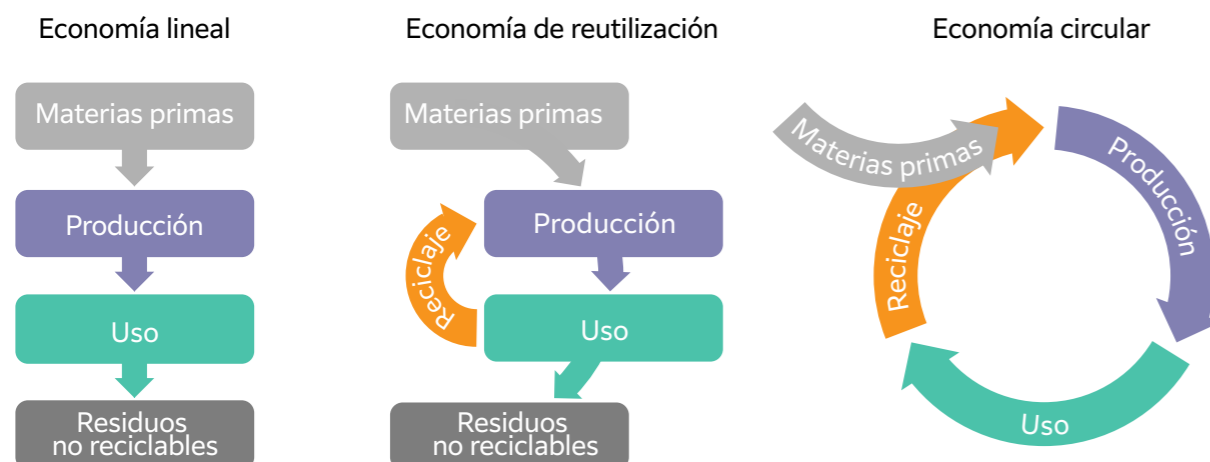 Economía lineal
Materias primas
Producción
Uso
Residuos
no reciclables
Economía de reutilización
Materias primas
Producción
Reciclaje
Uso
Residuos
no reciclables
Economía circular
Materias primas
Producción
Reciclaje
Uso